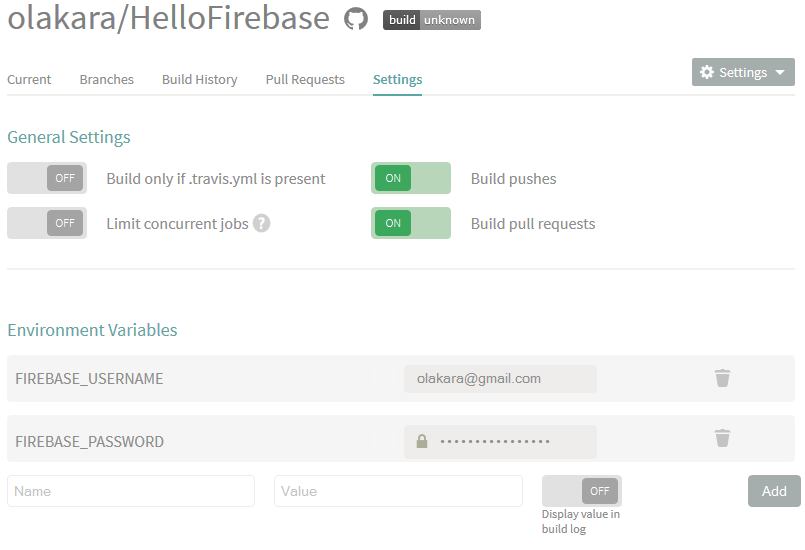 olakara/HelloFirebase build unknown
Current Branches Build History Pull Requests Settings Settings
General Settings
OFF Build only if .travis.yml is present ON Build pushes
OFF Limit concurrent jobs ? ON Build pull requests
Environment Variables
FIREBASE_USERNAME olakara@gmail.com
FIREBASE_PASSWORD ••••••••••••••••
Name Value OFF Add
Display value in
build log